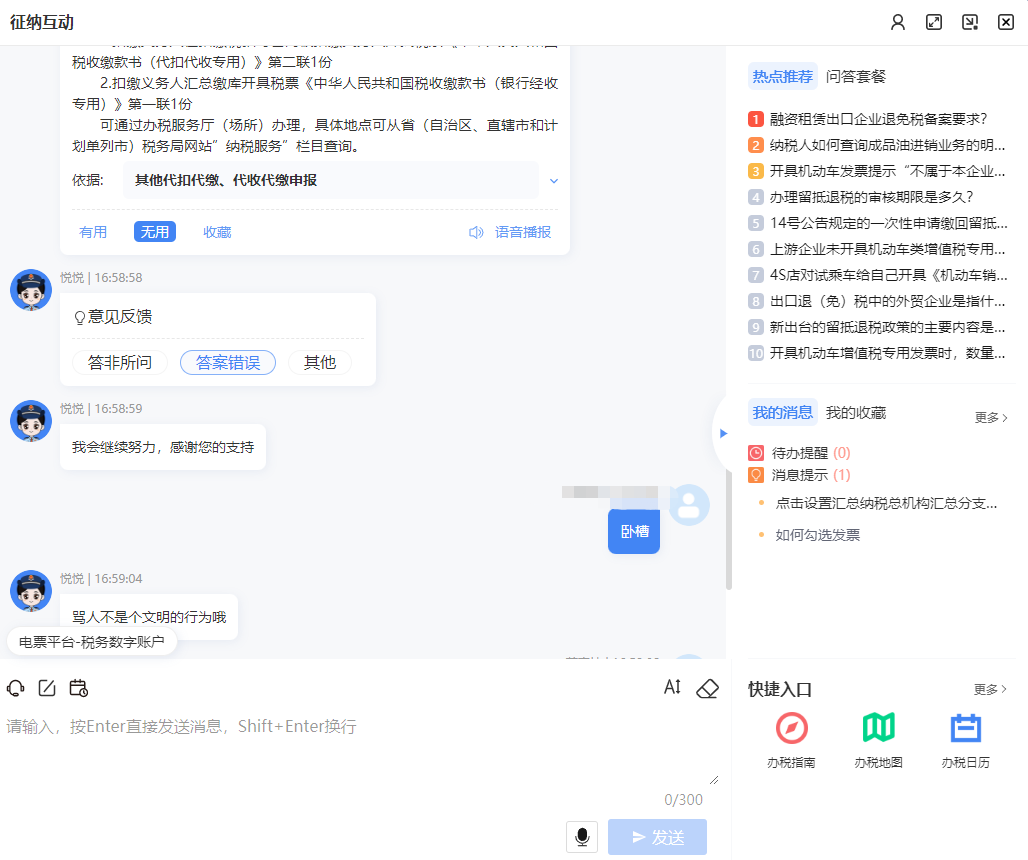 征纳互动
税收缴款书（代扣代收专用）》第二联1份
2.扣缴义务人汇总缴库开具税票《中华人民共和国税收缴款书（银行经收
专用）》第一联1份
可通过办税服务厅（场所）办理，具体地点可从省（自治区、直辖市和计
划单列市）税务局网站”纳税服务”栏目查询。
依据:
其他代扣代缴、代收代缴申报
有用
无用
收藏
语音播报
悦悦 | 16:58:58
意见反馈
答非所问
答案错误
其他
悦悦 | 16:58:59
我会继续努力，感谢您的支持
卧槽
悦悦 | 16:59:04
骂人不是个文明的行为哦
电票平台-税务数字账户
请输入，按Enter直接发送消息，Shift+Enter换行
0/300
发送
热点推荐 问答套餐
1 融资租赁出口企业退免税备案要求?
2 纳税人如何查询成品油进销业务的明...
3 开具机动车发票提示“不属于本企业...
4 办理留抵退税的审核期限是多久?
5 14号公告规定的一次性申请缴回留抵...
6 上游企业未开具机动车类增值税专用...
7 4S店对试乘车给自己开具《机动车销...
8 出口退（免）税中的外贸企业是指什...
9 新出台的留抵退税政策的主要内容是...
10 开具机动车增值税专用发票时，数量...
我的消息 我的收藏
更多
待办提醒 (0)
消息提示 (1)
点击设置汇总纳税总机构汇总分支...
如何勾选发票
快捷入口
更多
办税指南
办税地图
办税日历